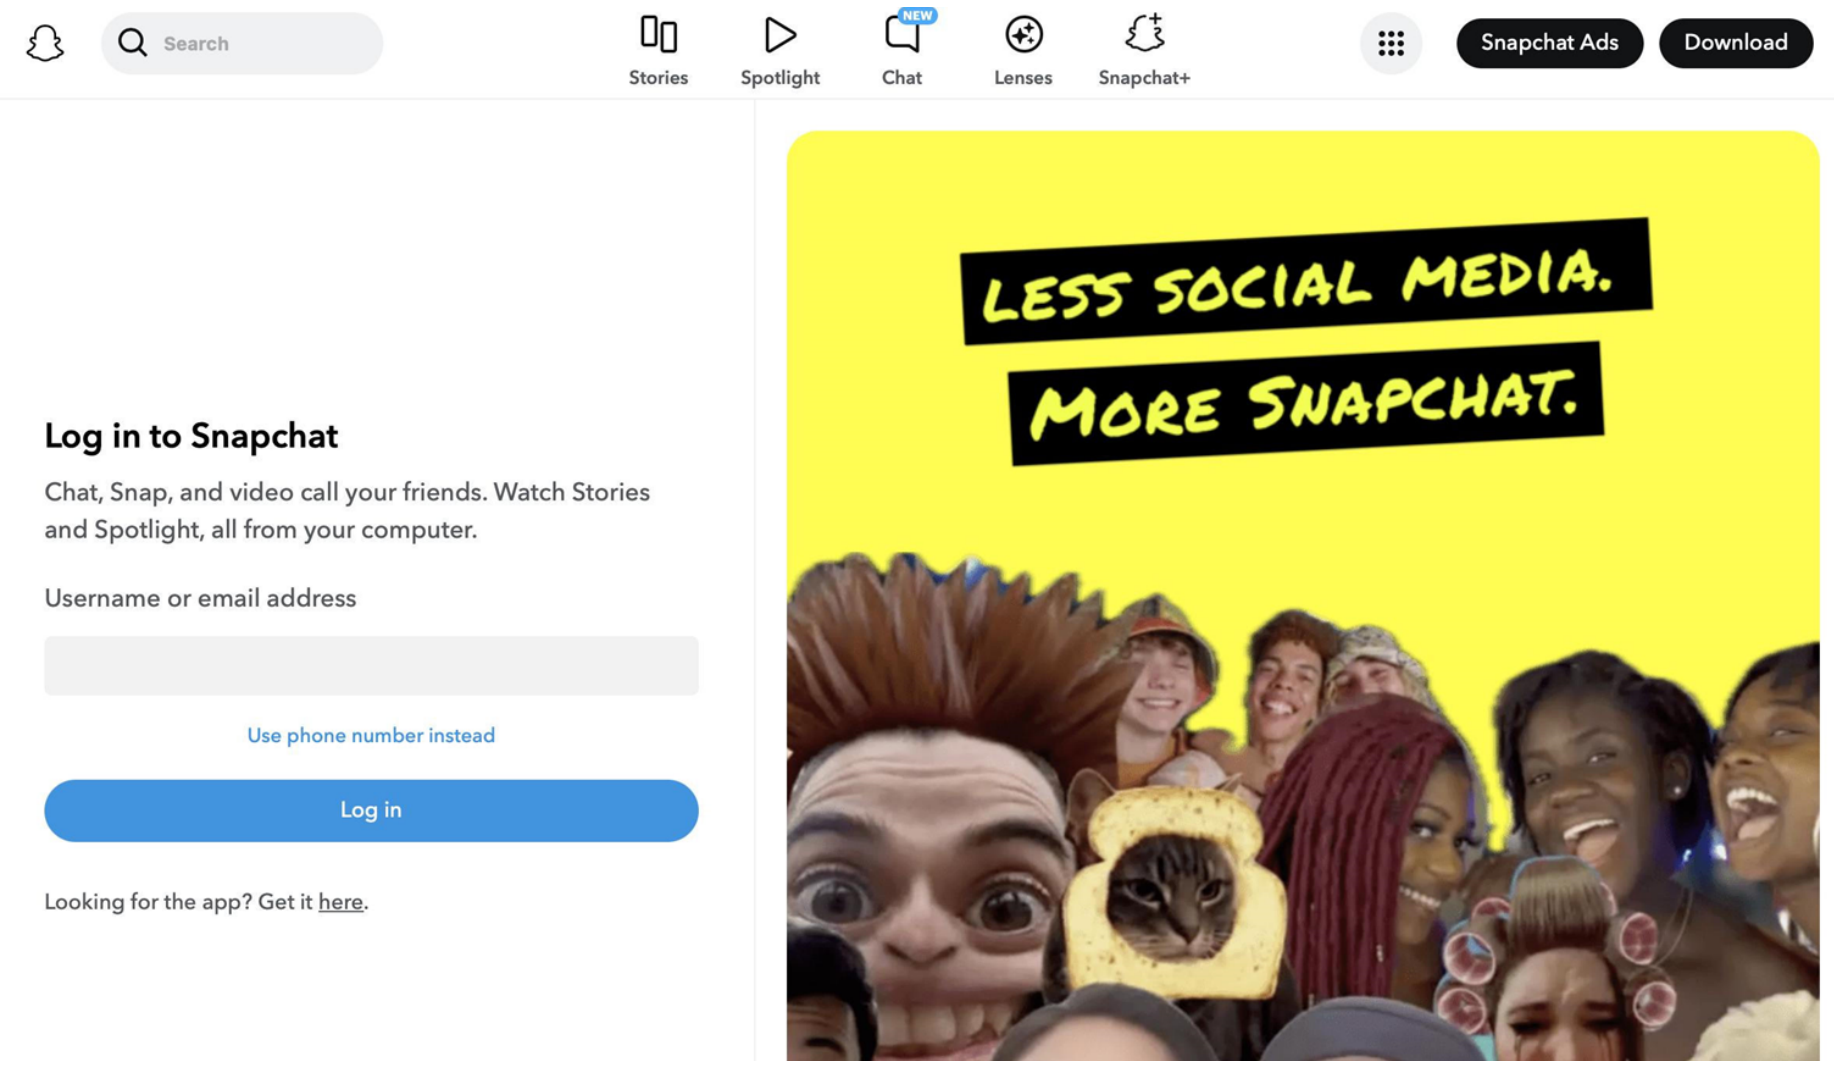 Search
NEW
Stories
Spotlight
Chat
Lenses
Snapchat+
Snapchat Ads
Download
Log in to Snapchat
Chat, Snap, and video call your friends. Watch Stories
and Spotlight, all from your computer.
Username or email address
Use phone number instead
Log in
Looking for the app? Get it here.
LESS SOCIAL MEDIA.
MORE SNAPCHAT.